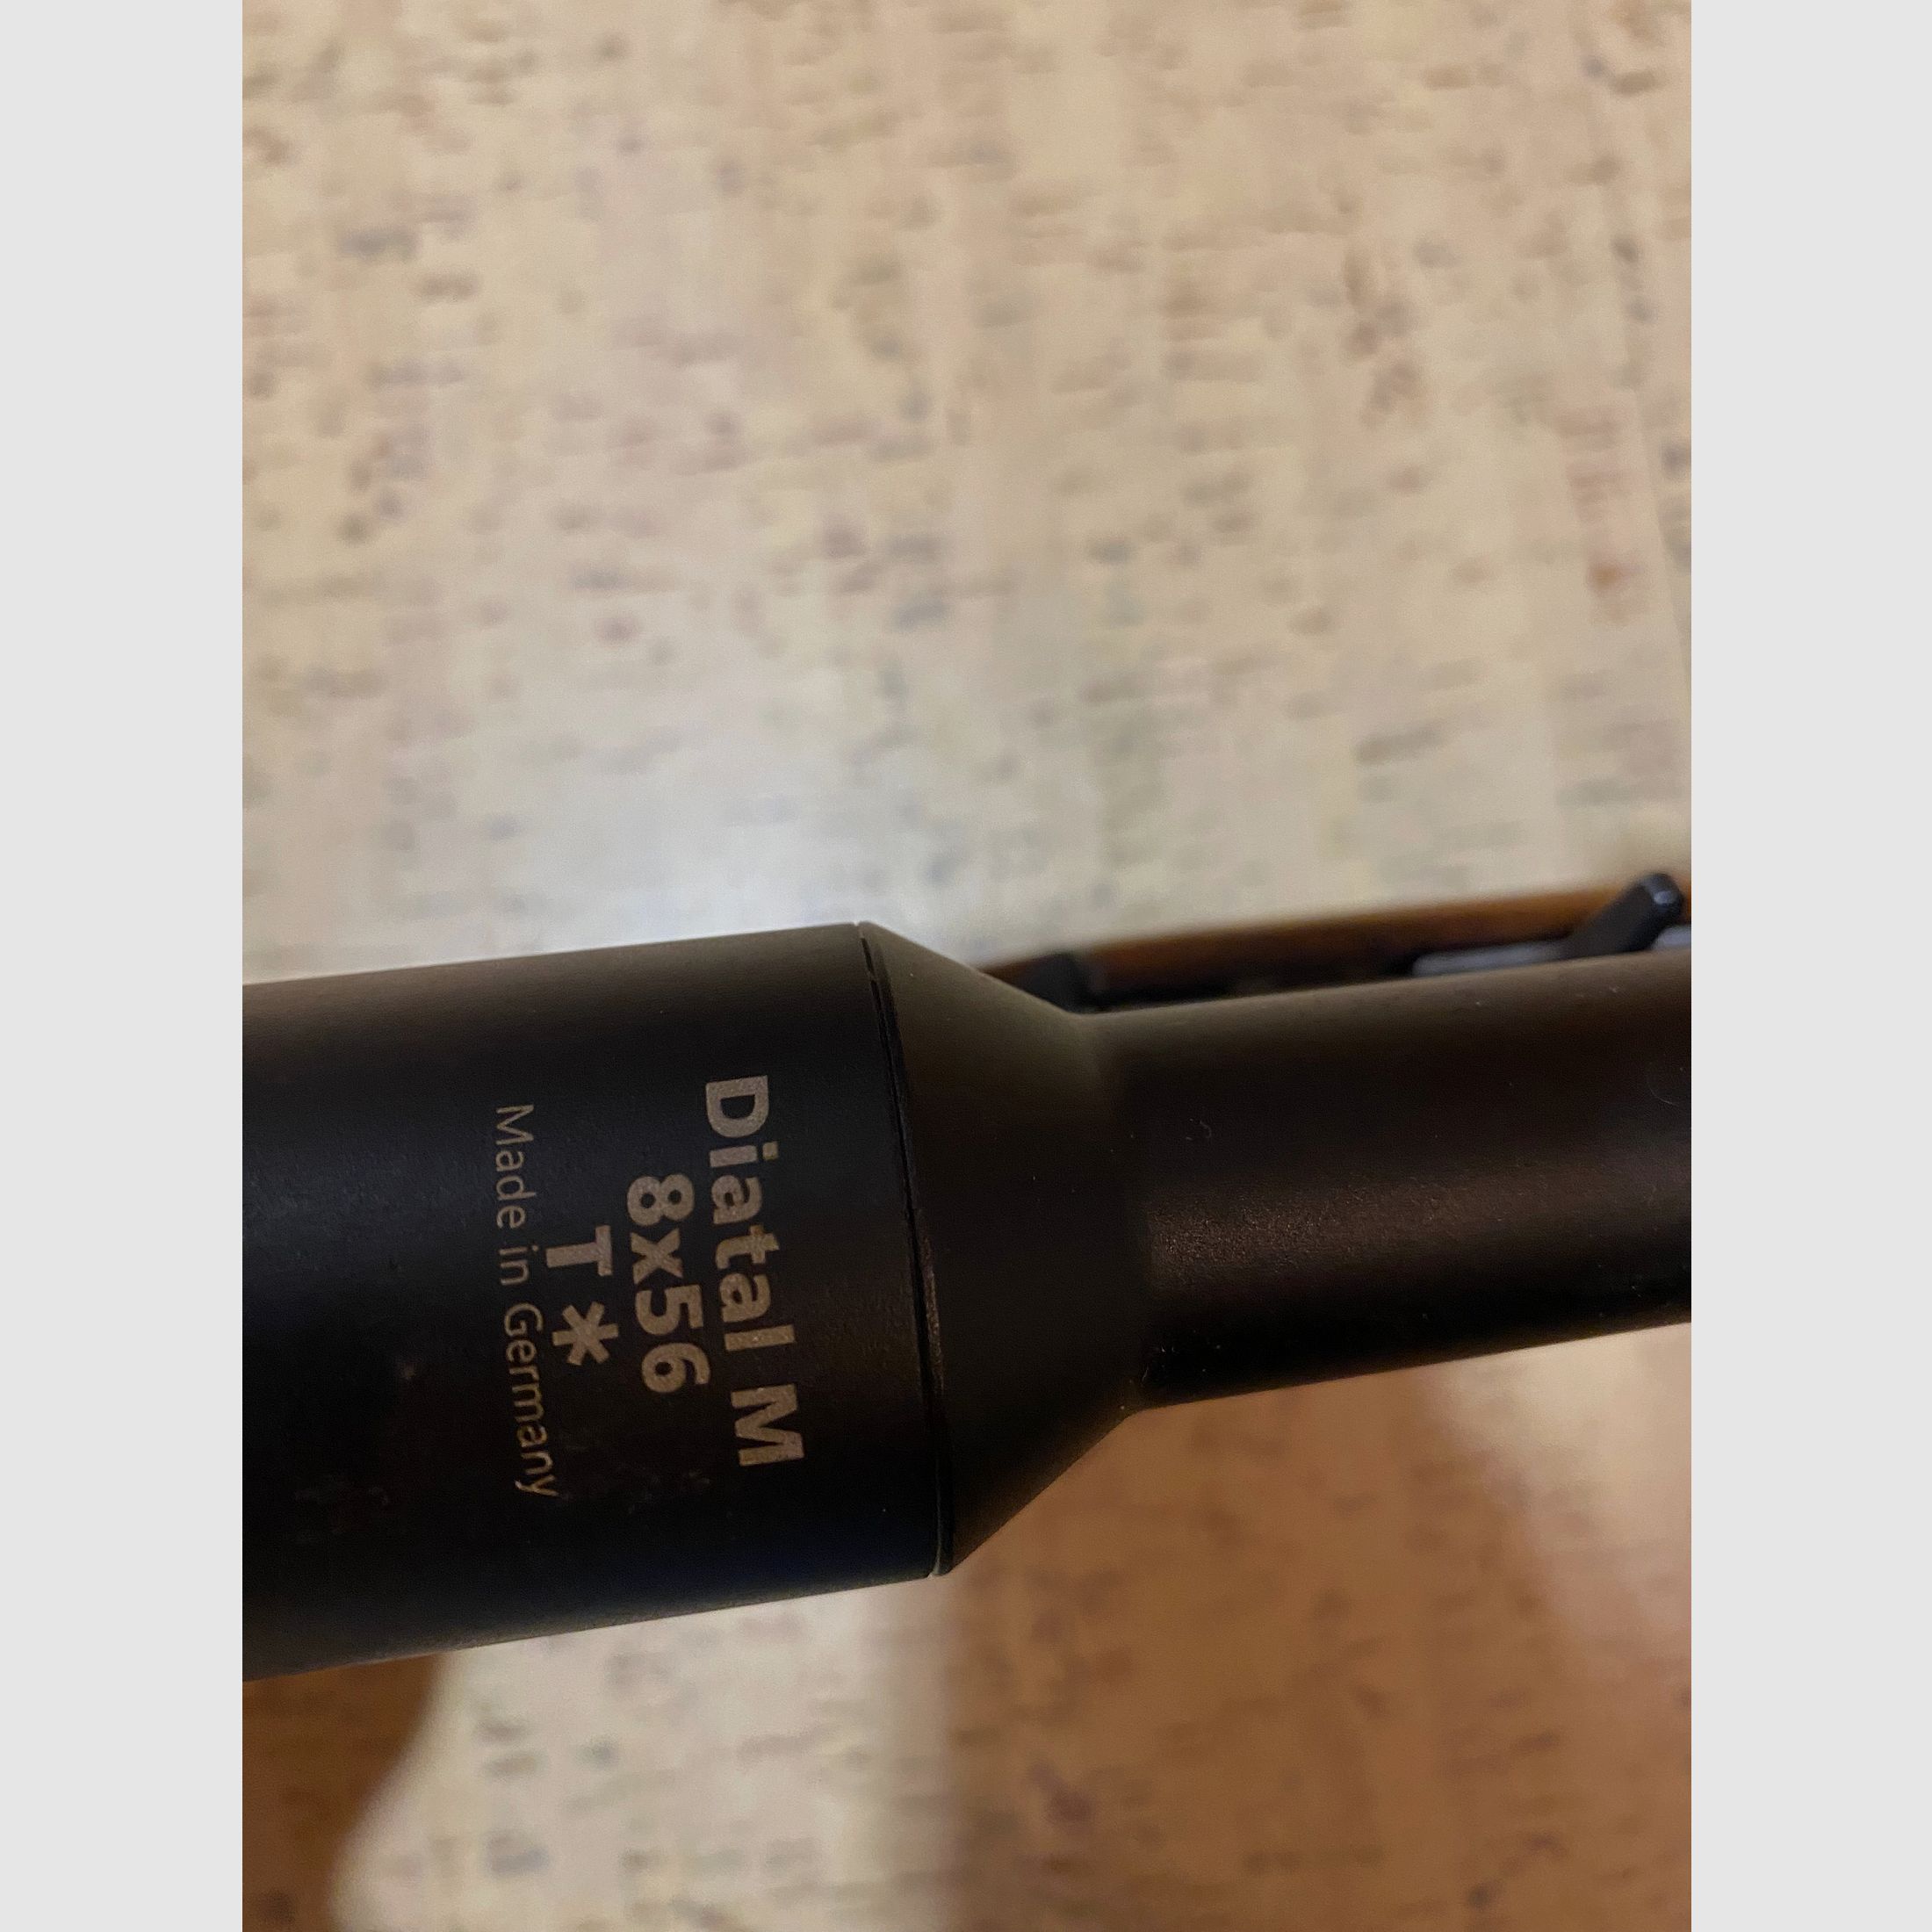 Diatal M
8x56
T*
Made in Germany